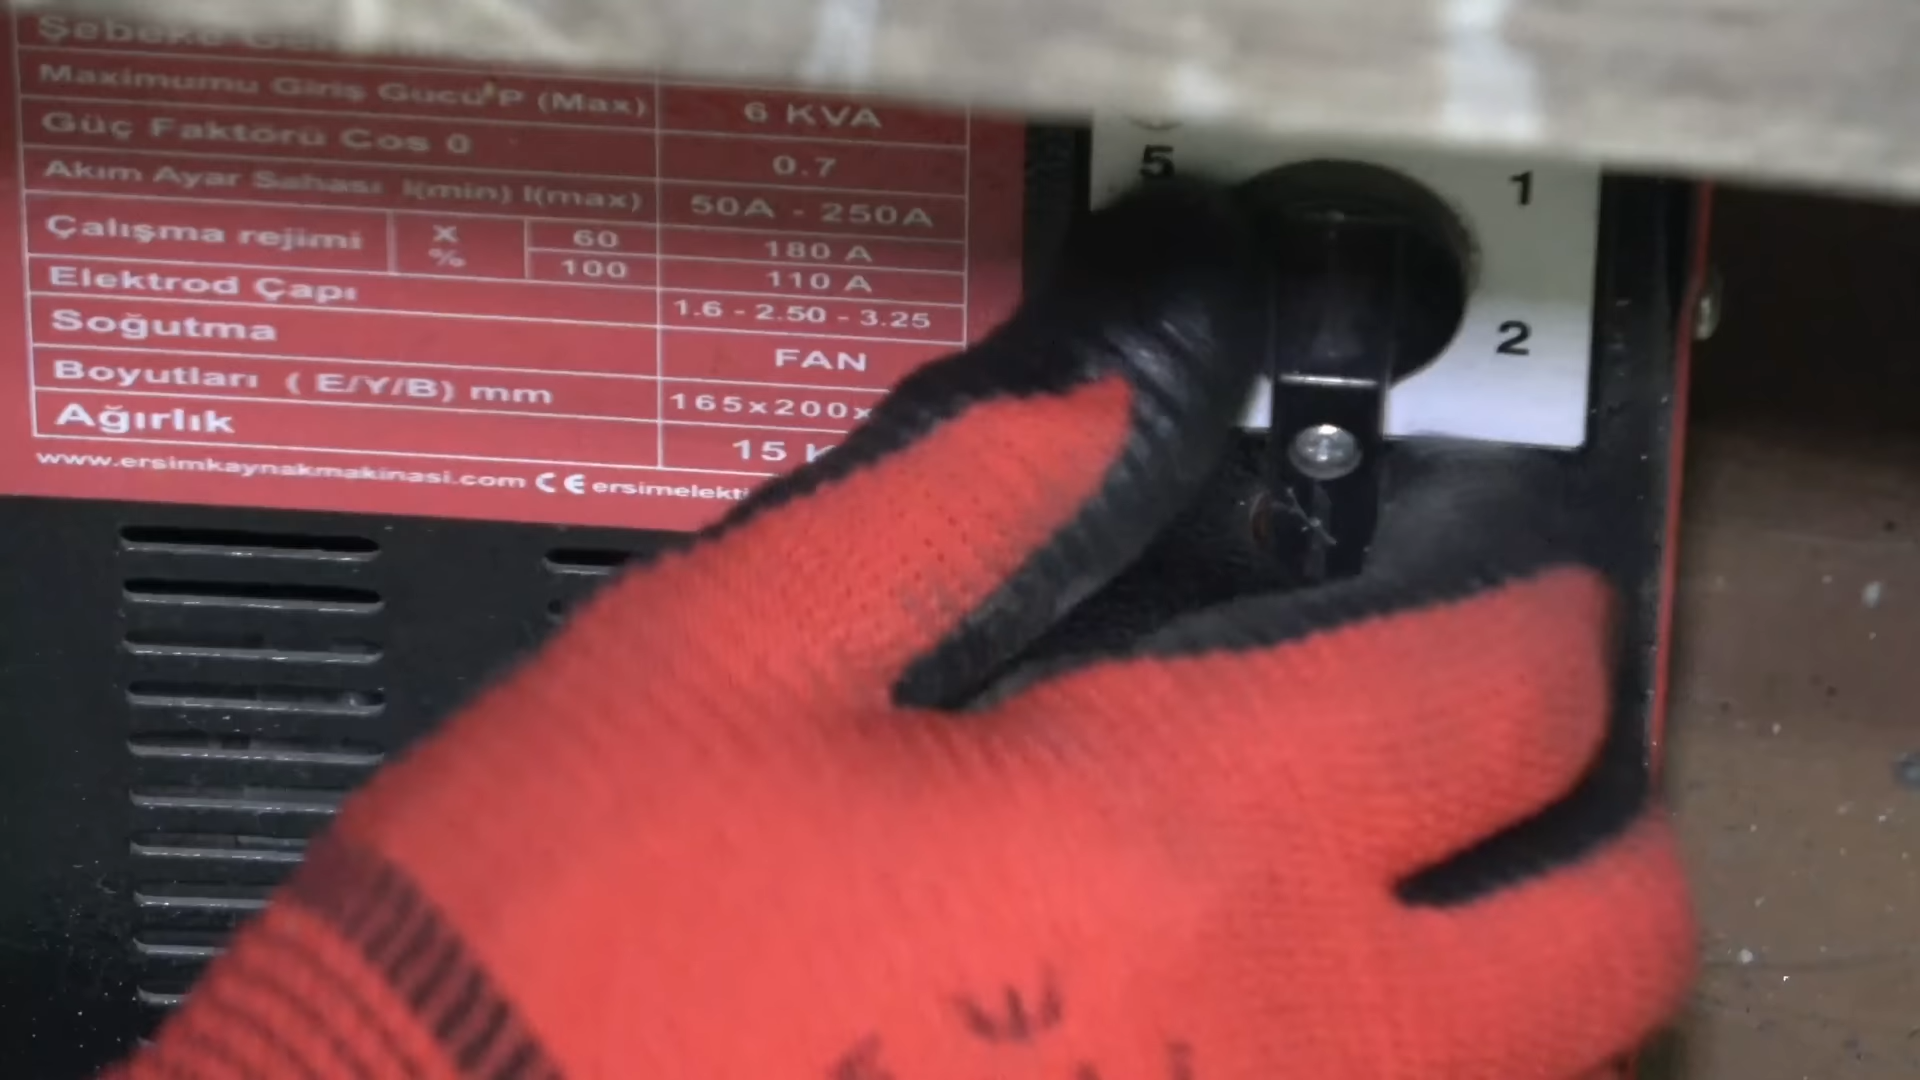 Şebeke
Maximumu Giriş Gücü P (Max) 6 KVA
Güç Faktörü Cos 0 0.7
Akım Ayar Sahası I(min) I(max) 50A - 250A
Çalışma rejimi X % 60 180 A
100 110 A
Elektrod Çapı 1.6 - 2.50 - 3.25
Soğutma FAN
Boyutları ( E/Y/B) mm 165x200x
Ağırlık 15 K
www.ersimkaynakmakinasi.com CE ersimelekt
5
1
2